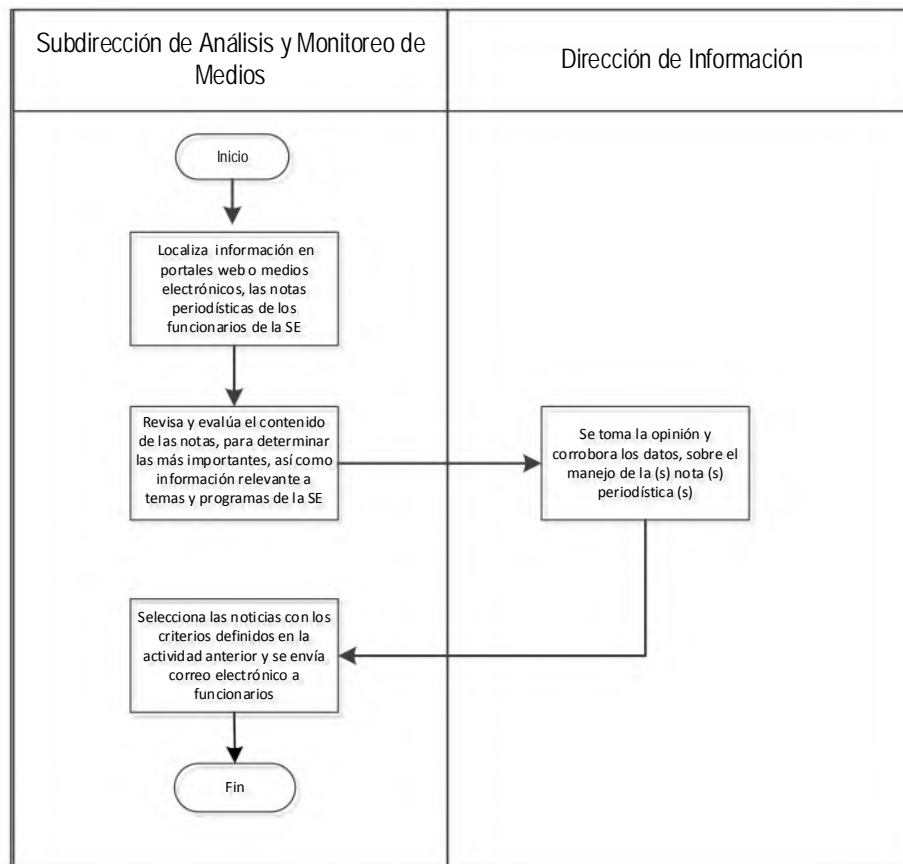 Subdirección de Análisis y Monitoreo de
Medios
Dirección de Información
Inicio
Localiza información en
portales web o medios
electrónicos, las notas
periodísticas de los
funcionarios de la SE
Revisa y evalúa el contenido
de las notas, para determinar
las más importantes, así como
información relevante a
temas y programas de la SE
Se toma la opinión y
corrobora los datos, sobre el
manejo de la (s) nota (s)
periodística (s)
Selecciona las noticias con los
criterios definidos en la
actividad anterior y se envía
correo electrónico a
funcionarios
Fin